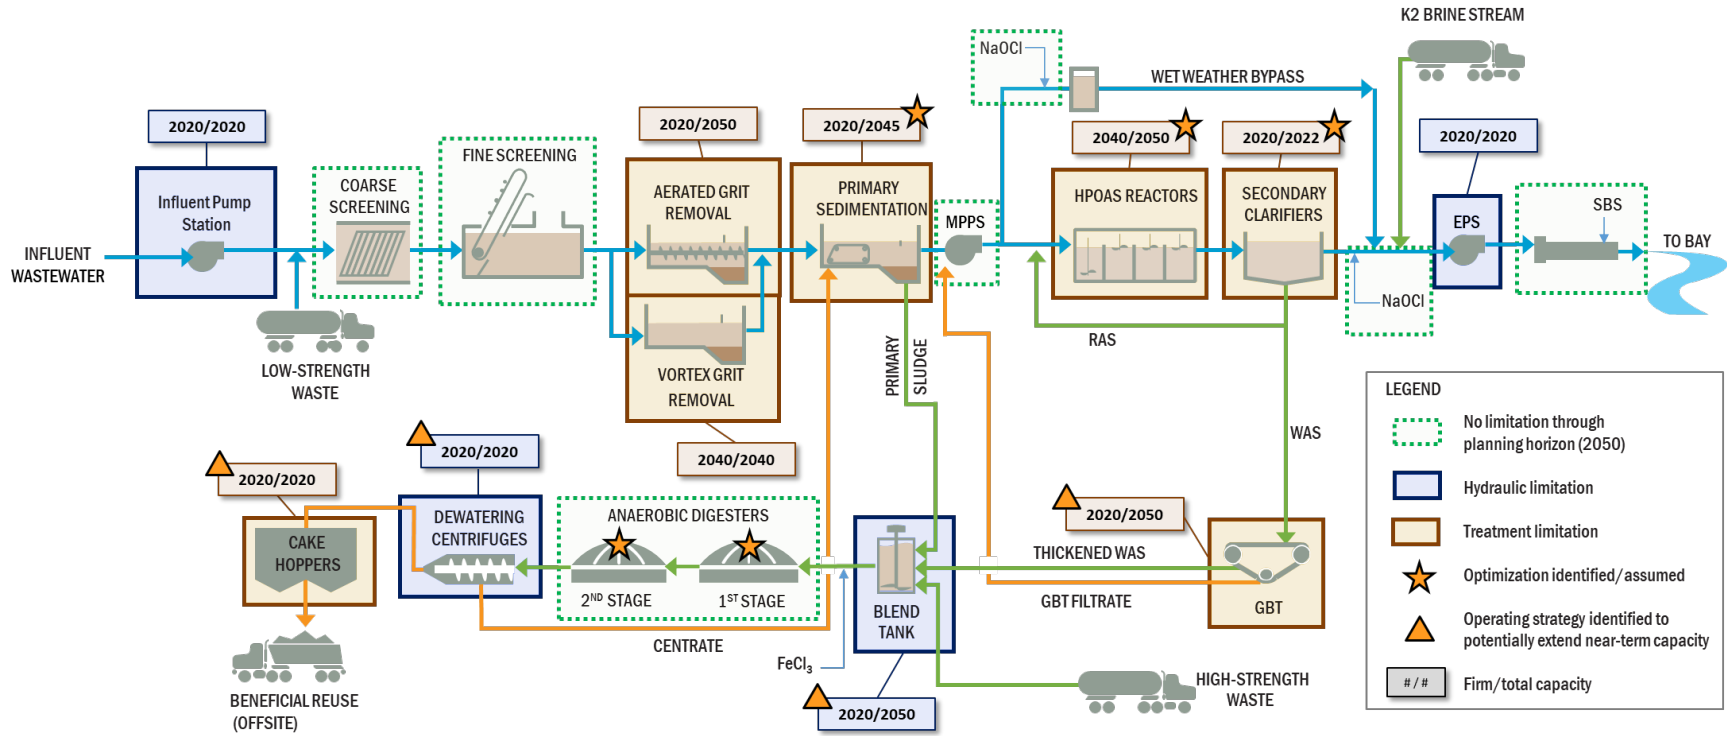 K2 BRINE STREAM
NaOCl
WET WEATHER BYPASS
2020/2020
2020/2050
2020/2045
2040/2050
2020/2022
2020/2020
FINE SCREENING
COARSE
SCREENING
Influent Pump
Station
AERATED GRIT
REMOVAL
PRIMARY
SEDIMENTATION
MPPS
HPOAS REACTORS
SECONDARY
CLARIFIERS
EPS
SBS
TO BAY
INFLUENT
WASTEWATER
NaOCl
LOW-STRENGTH
WASTE
VORTEX GRIT
REMOVAL
PRIMARY
SLUDGE
RAS
WAS
2040/2040
2020/2020
2020/2020
2020/2050
DEWATERING
CENTRIFUGES
ANAEROBIC DIGESTERS
CAKE
HOPPERS
2ND STAGE
1ST STAGE
BLEND
TANK
THICKENED WAS
GBT FILTRATE
GBT
CENTRATE
FeCl3
HIGH-STRENGTH
WASTE
BENEFICIAL REUSE
(OFFSITE)
2020/2050
LEGEND
No limitation through
planning horizon (2050)
Hydraulic limitation
Treatment limitation
Optimization identified/assumed
Operating strategy identified to
potentially extend near-term capacity
#/#
Firm/total capacity